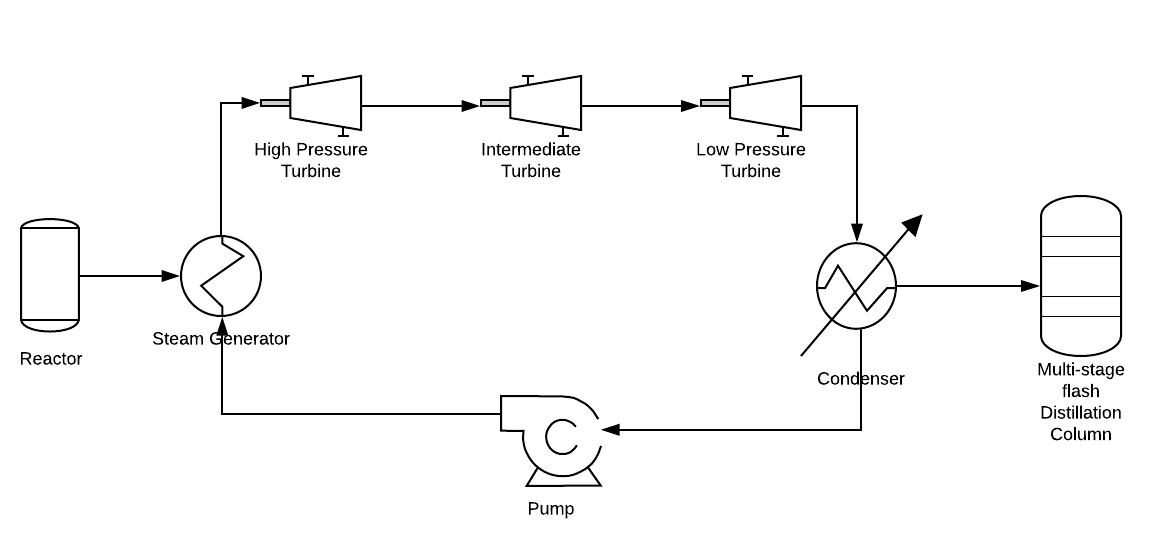 High Pressure
Turbine
Intermediate
Turbine
Low Pressure
Turbine
Steam Generator
Reactor
Condenser
Multi-stage
flash
Distillation
Column
Pump